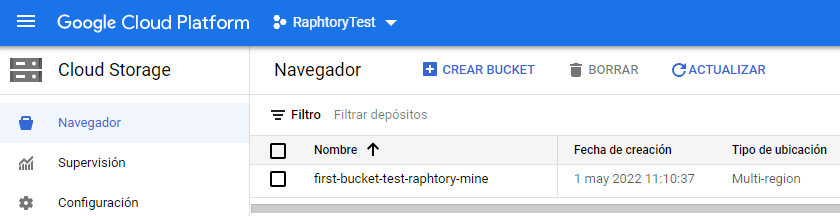 Google Cloud Platform RaphtoryTest
Cloud Storage Navegador CREAR BUCKET BORRAR ACTUALIZAR
Navegador
Filtro Filtrar depósitos
Nombre Fecha de creación Tipo de ubicación
Supervisión
first-bucket-test-raphtory-mine 1 may 2022 11:10:37 Multi-region
Configuración